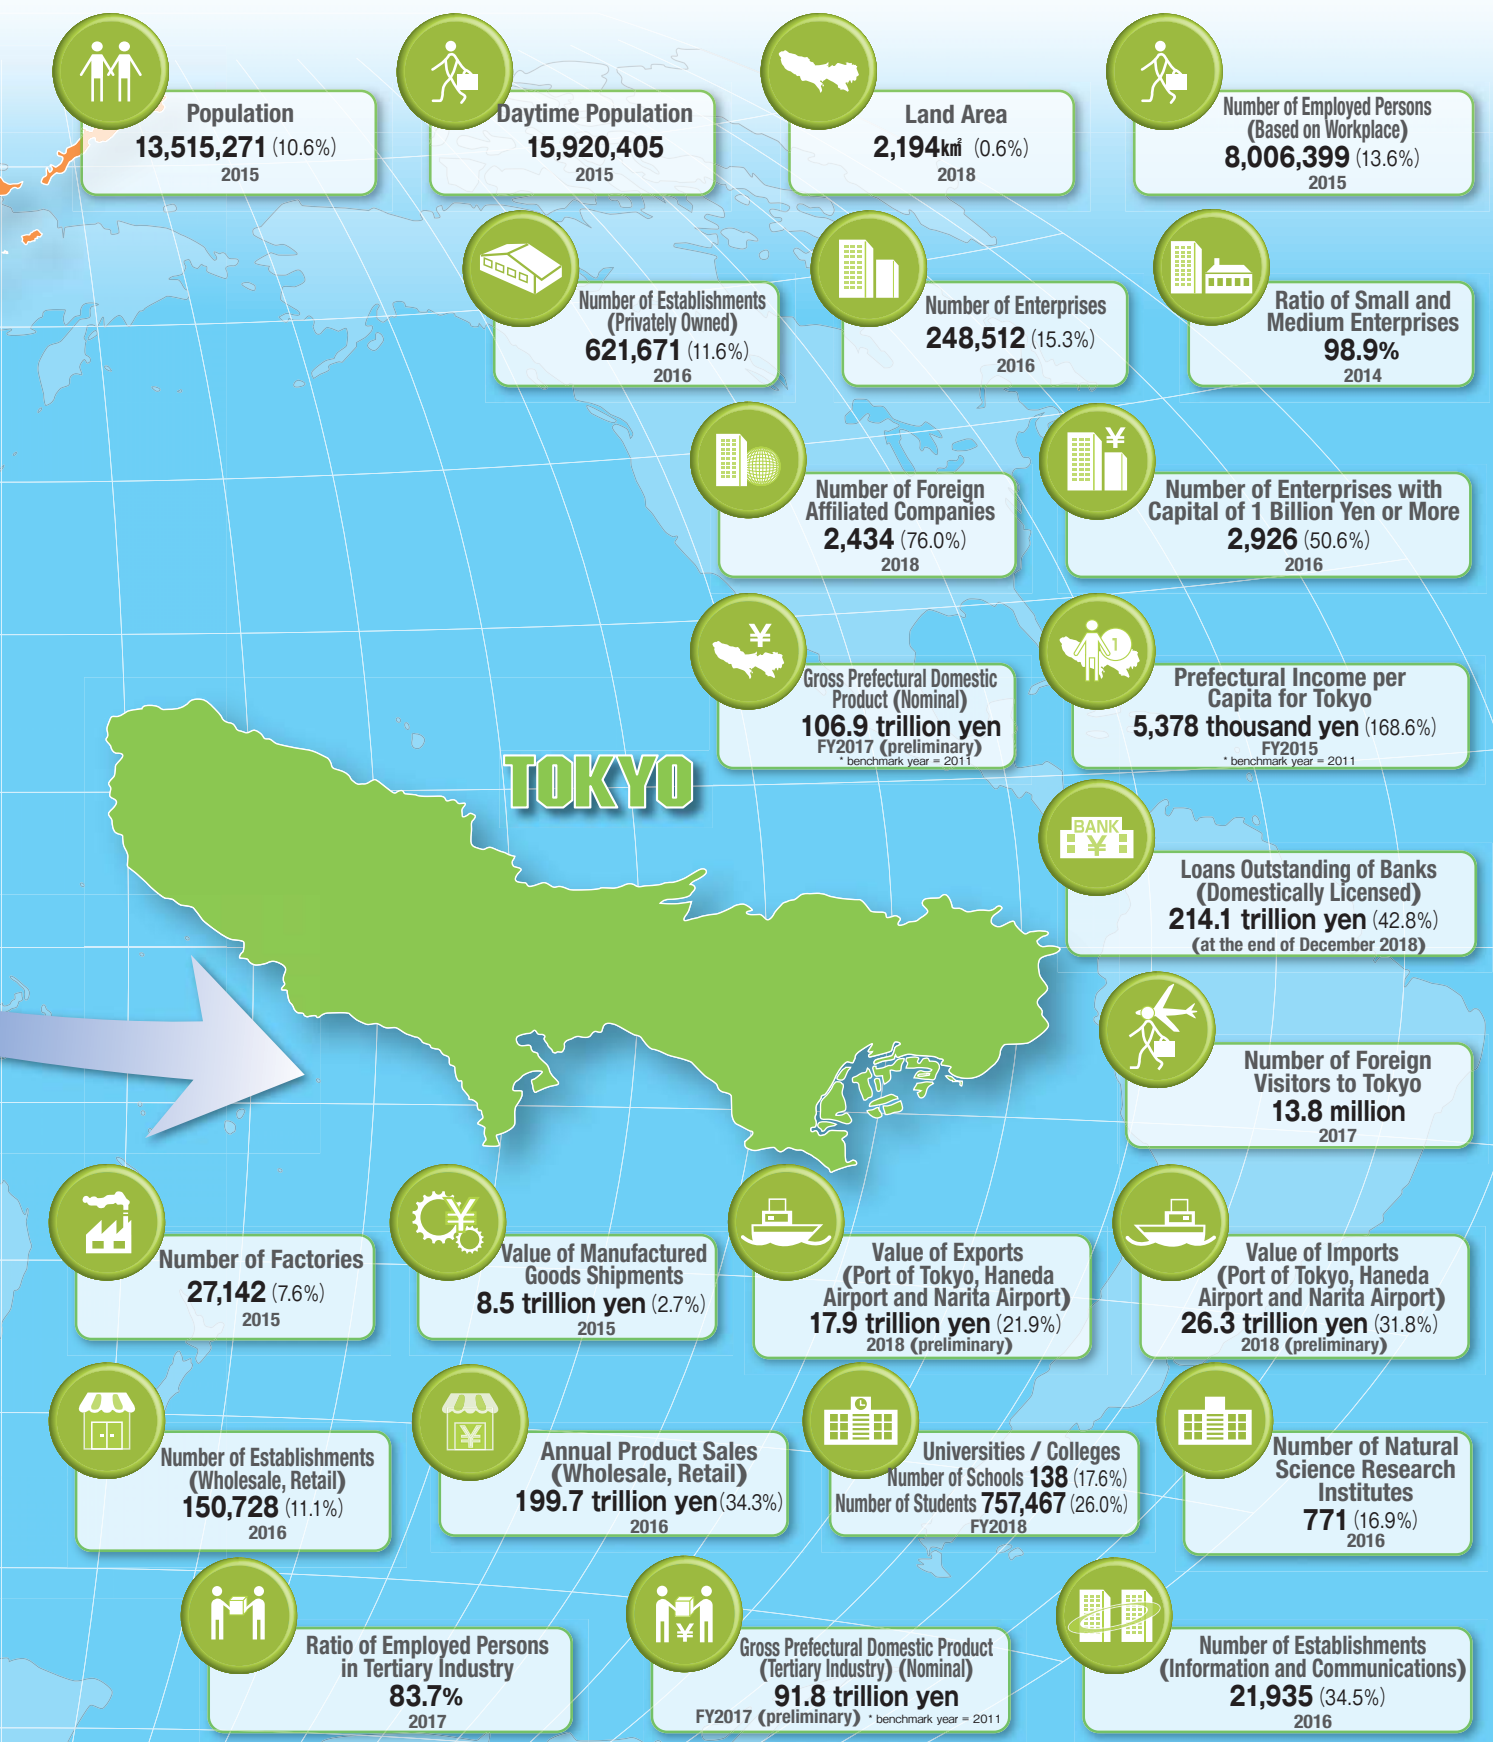 Population
13,515,271 (10.6%)
2015
Daytime Population
15,920,405
2015
Land Area
2,194㎢ (0.6%)
2018
Number of Employed Persons
(Based on Workplace)
8,006,399 (13.6%)
2015
Number of Establishments
(Privately Owned)
621,671 (11.6%)
2016
Number of Enterprises
248,512 (15.3%)
2016
Ratio of Small and
Medium Enterprises
98.9%
2014
Number of Foreign
Affiliated Companies
2,434 (76.0%)
2018
¥
Number of Enterprises with
Capital of 1 Billion Yen or More
2,926 (50.6%)
2016
¥
Gross Prefectural Domestic
Product (Nominal)
106.9 trillion yen
FY2017 (preliminary)
* benchmark year = 2011
1
Prefectural Income per
Capita for Tokyo
5,378 thousand yen (168.6%)
FY2015
* benchmark year = 2011
TOKYO
BANK
¥
Loans Outstanding of Banks
(Domestically Licensed)
214.1 trillion yen (42.8%)
(at the end of December 2018)
Number of Foreign
Visitors to Tokyo
13.8 million
2017
Number of Factories
27,142 (7.6%)
2015
¥
Value of Manufactured
Goods Shipments
8.5 trillion yen (2.7%)
2015
Value of Exports
(Port of Tokyo, Haneda
Airport and Narita Airport)
17.9 trillion yen (21.9%)
2018 (preliminary)
Value of Imports
(Port of Tokyo, Haneda
Airport and Narita Airport)
26.3 trillion yen (31.8%)
2018 (preliminary)
Number of Establishments
(Wholesale, Retail)
150,728 (11.1%)
2016
¥
Annual Product Sales
(Wholesale, Retail)
199.7 trillion yen (34.3%)
2016
Universities / Colleges
Number of Schools 138 (17.6%)
Number of Students 757,467 (26.0%)
FY2018
Number of Natural
Science Research
Institutes
771 (16.9%)
2016
Ratio of Employed Persons
in Tertiary Industry
83.7%
2017
¥
Gross Prefectural Domestic Product
(Tertiary Industry) (Nominal)
91.8 trillion yen
FY2017 (preliminary) * benchmark year = 2011
Number of Establishments
(Information and Communications)
21,935 (34.5%)
2016